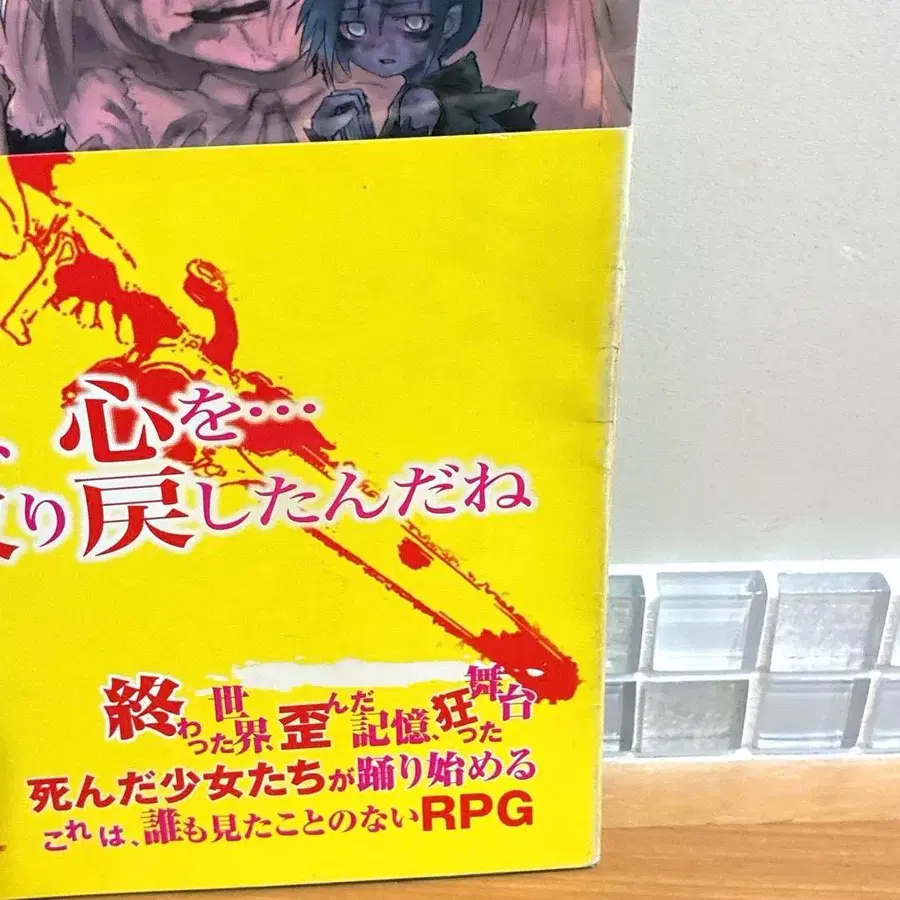 、心を…
り戻したんだね
終わった世界、歪んだ記憶、狂った舞台
死んだ少女たちが踊り始める
これは、誰も見たことのないRPG